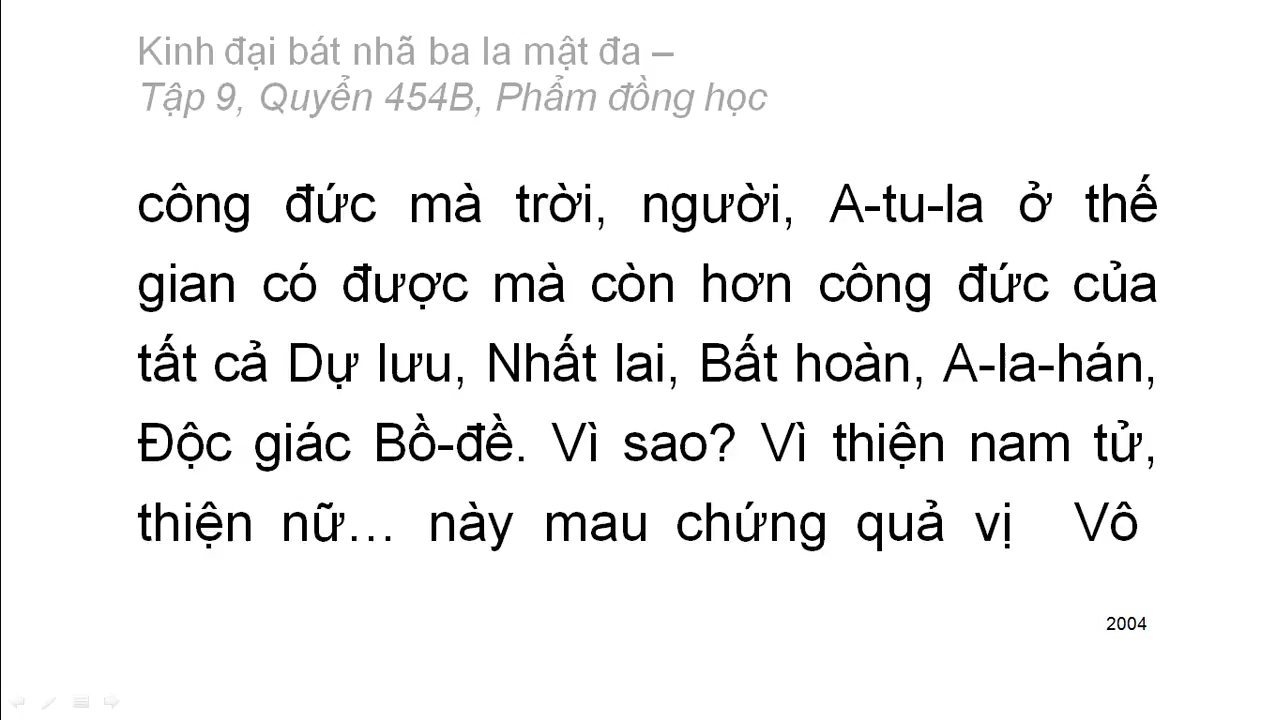 Kinh đại bát nhã ba la mật đa –
Tập 9, Quyển 454B, Phẩm đồng học
công đức mà trời, người, A-tu-la ở thế
gian có được mà còn hơn công đức của
tất cả Dự lưu, Nhất lai, Bất hoàn, A-la-hán,
Độc giác Bồ-đề. Vì sao? Vì thiện nam tử,
thiện nữ... này mau chứng quả vị Vô
2004